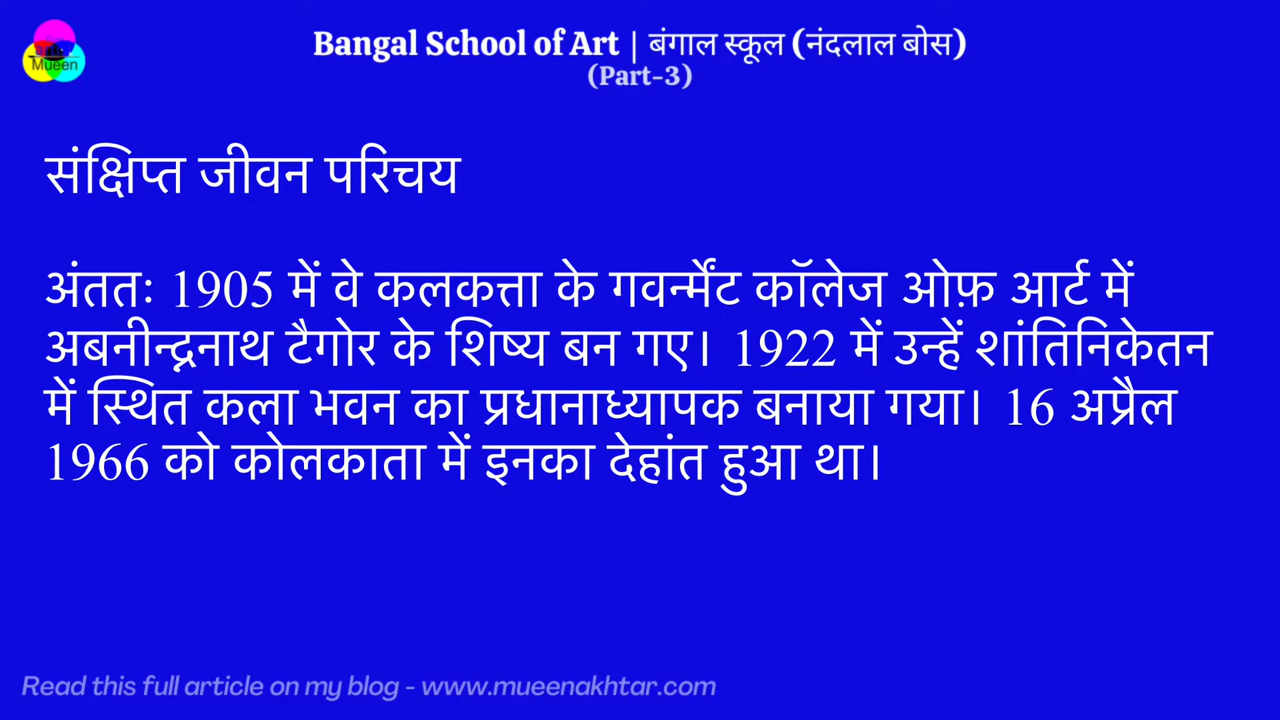 Mueen
Bangal School of Art | बंगाल स्कूल (नंदलाल बोस)
(Part-3)
संक्षिप्त जीवन परिचय
अंततः 1905 में वे कलकत्ता के गवर्न्मेंट कॉलेज ओफ़ आर्ट में
अबनीन्द्रनाथ टैगोर के शिष्य बन गए। 1922 में उन्हें शांतिनिकेतन
में स्थित कला भवन का प्रधानाध्यापक बनाया गया। 16 अप्रैल
1966 को कोलकाता में इनका देहांत हुआ था।
Read this full article on my blog - www.mueenakhtar.com